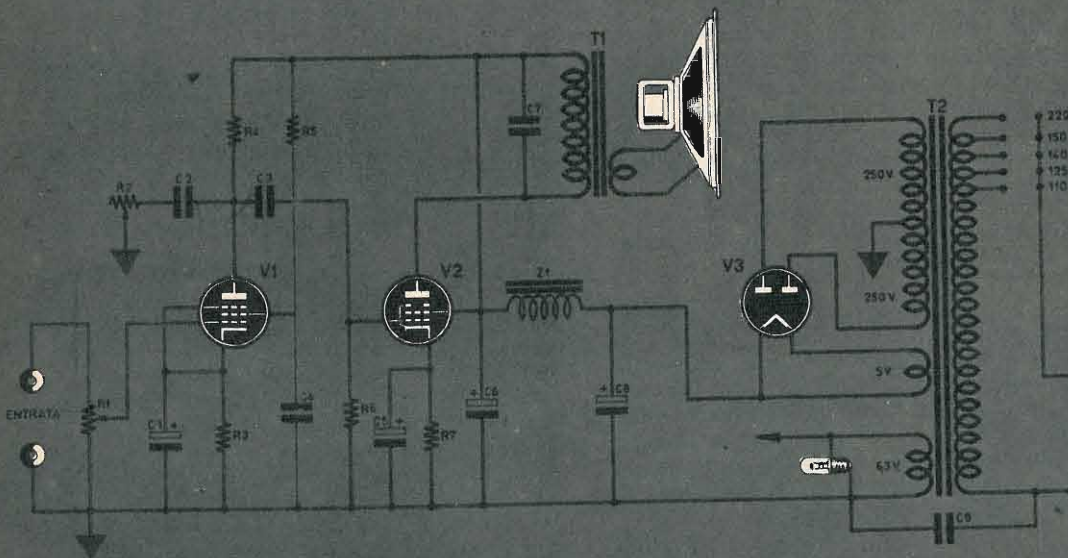 T1
T2
R4
R5
C7
220
150
140
125
110
250V.
R2
C2
C3
V1
V2
Z1
V3
250V.
5V
ENTRATA
R1
C1 +
R3
R6
+
R7
+ C6
+ C8
6,3V.
C9